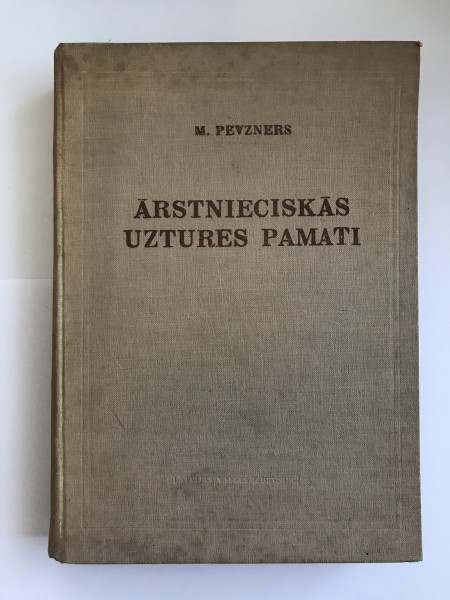 M. PEVZNERS
ĀRSTNIECISKĀS
UZTURES PAMATI